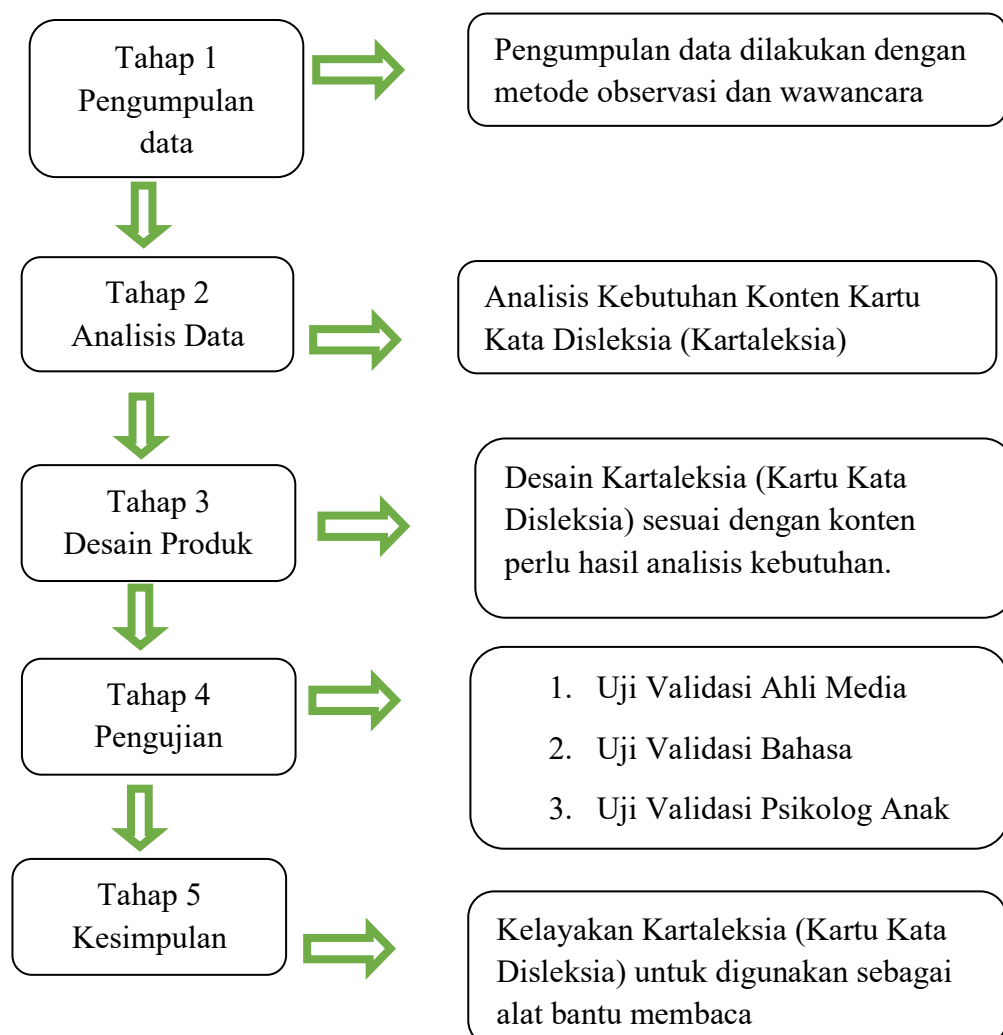 Tahap 1
Pengumpulan
data
Pengumpulan data dilakukan dengan
metode observasi dan wawancara
Tahap 2
Analisis Data
Analisis Kebutuhan Konten Kartu
Kata Disleksia (Kartaleksia)
Tahap 3
Desain Produk
Desain Kartaleksia (Kartu Kata
Disleksia) sesuai dengan konten
perlu hasil analisis kebutuhan.
Tahap 4
Pengujian
1. Uji Validasi Ahli Media
2. Uji Validasi Bahasa
3. Uji Validasi Psikolog Anak
Tahap 5
Kesimpulan
Kelayakan Kartaleksia (Kartu Kata
Disleksia) untuk digunakan sebagai
alat bantu membaca